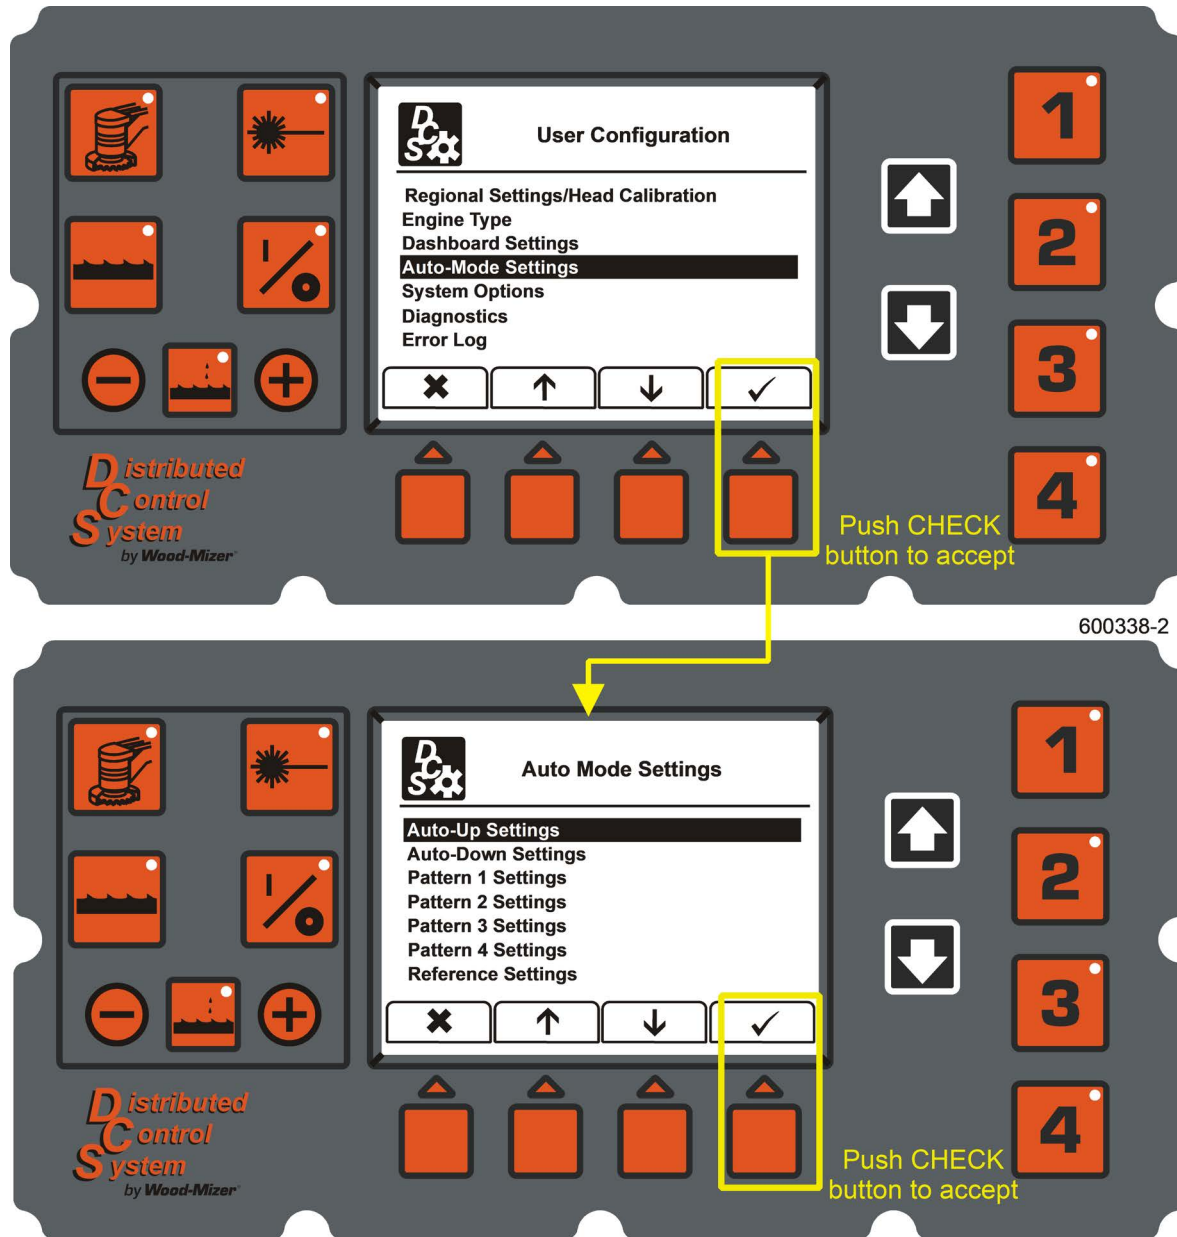 DCS
User Configuration
Regional Settings/Head Calibration
Engine Type
Dashboard Settings
Auto-Mode Settings
System Options
Diagnostics
Error Log
1
2
3
4
Distributed
Control
System
by Wood-Mizer
Push CHECK
button to accept
600338-2
DCS
Auto Mode Settings
Auto-Up Settings
Auto-Down Settings
Pattern 1 Settings
Pattern 2 Settings
Pattern 3 Settings
Pattern 4 Settings
Reference Settings
1
2
3
4
Distributed
Control
System
by Wood-Mizer
Push CHECK
button to accept